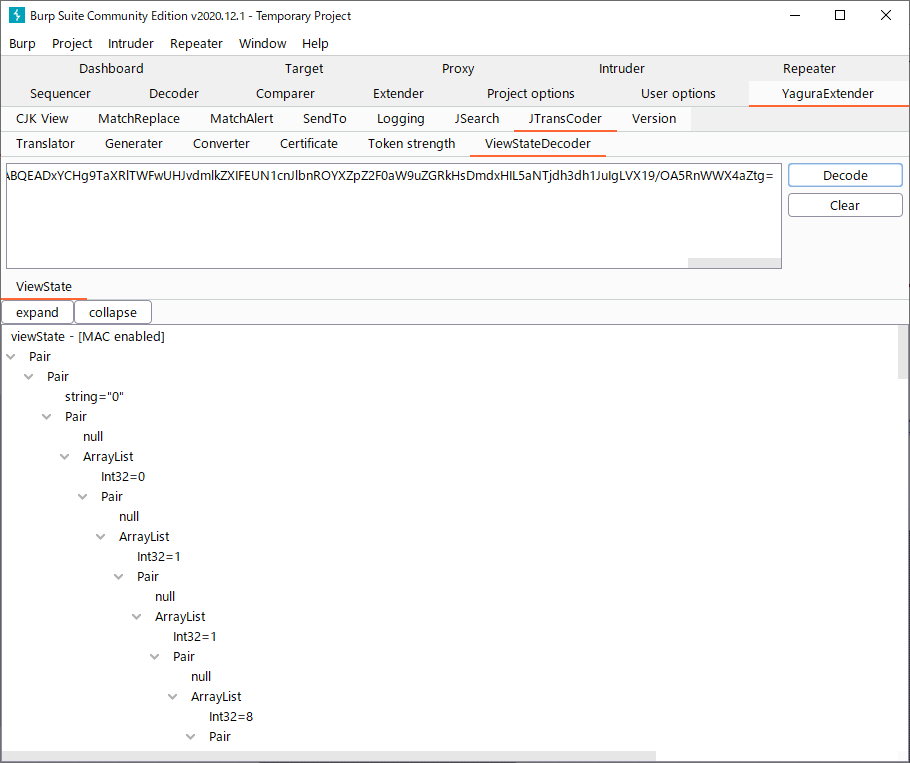 Burp Suite Community Edition v2020.12.1 - Temporary Project
Burp Project Intruder Repeater Window Help
Dashboard Target Proxy Intruder Repeater
Sequencer Decoder Comparer Extender Project options User options YaguraExtender
CJK View MatchReplace MatchAlert SendTo Logging JSearch JTransCoder Version
Translator Generater Converter Certificate Token strength ViewStateDecoder
ABQEADxYCHg9TaXRlTWFwUHJvdmlkZXIFEUN1cnJlbnROYXZpZ2F0aW9uZGRkHsDmdxHIL5aNTjdh3dh1JuIgLVX19/OA5RnWWX4aZtg=
Decode
Clear
ViewState
expand collapse
viewState - [MAC enabled]
Pair
Pair
string="0"
Pair
null
ArrayList
Int32=0
Pair
null
ArrayList
Int32=1
Pair
null
ArrayList
Int32=1
Pair
null
ArrayList
Int32=8
Pair